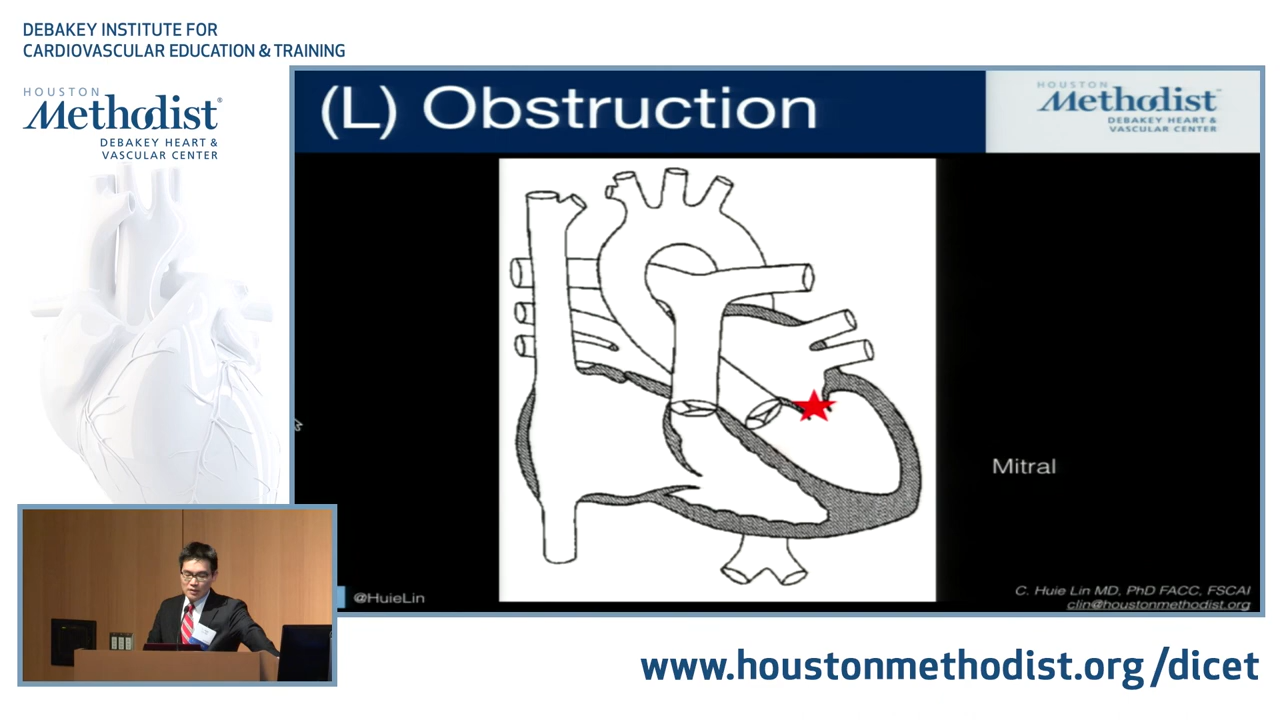 DEBAKEY INSTITUTE FOR
CARDIOVASCULAR EDUCATION & TRAINING
HOUSTON
Methodist®
DEBAKEY HEART &
VASCULAR CENTER
(L) Obstruction
HOUSTON
Methodist
DEBAKEY HEART &
VASCULAR CENTER
Mitral
@HuieLin
C. Huie Lin MD, PhD FACC, FSCAI
clin@houstonmethodist.org
www.houstonmethodist.org/dicet